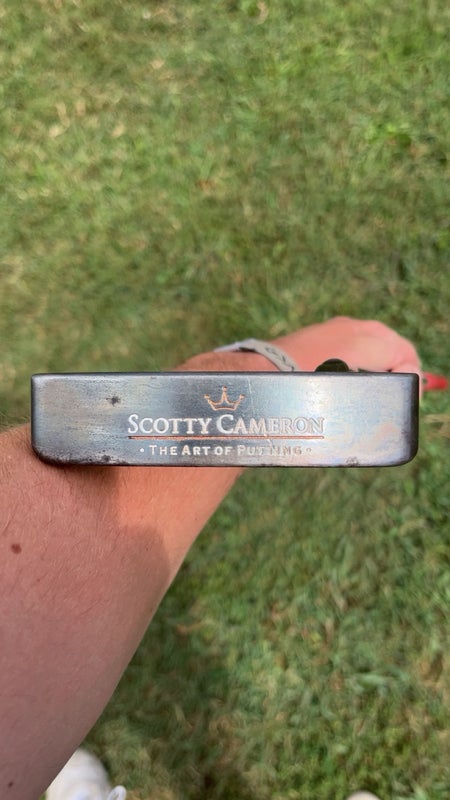 SCOTTY CAMERON
· THE ART OF PUTTING ·